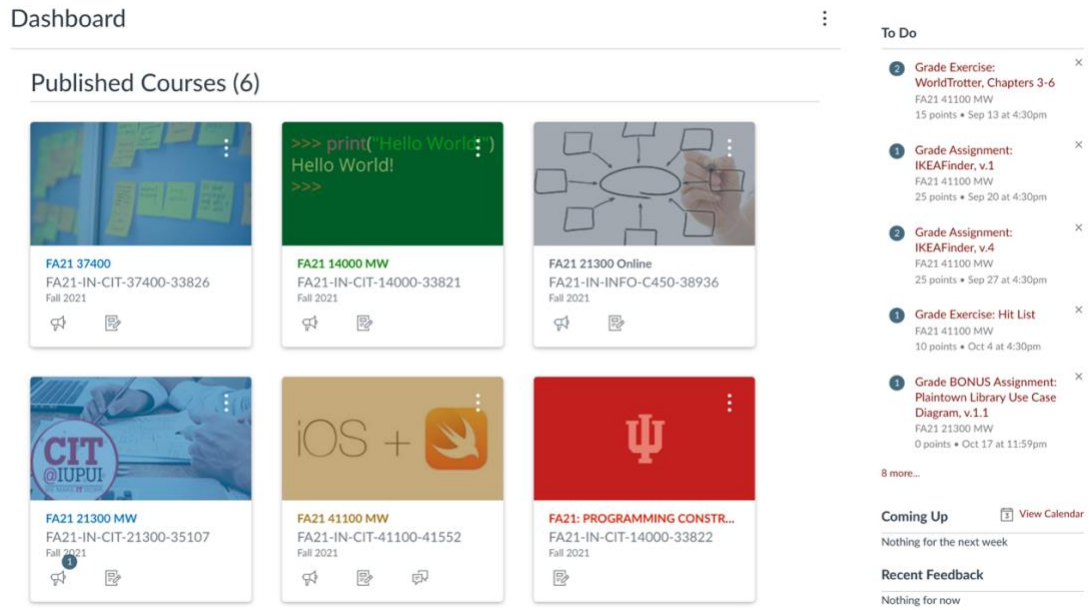 Dashboard
Published Courses (6)
>>> print("Hello World!")
Hello World!
>>>
FA21 37400
FA21-IN-CIT-37400-33826
Fall 2021
FA21 14000 MW
FA21-IN-CIT-14000-33821
Fall 2021
FA21 21300 Online
FA21-IN-INFO-C450-38936
Fall 2021
CIT
@IUPUI
WE MAKE IT WORK
FA21 21300 MW
FA21-IN-CIT-21300-35107
Fall 2021
1
iOS +
FA21 41100 MW
FA21-IN-CIT-41100-41552
Fall 2021
FA21: PROGRAMMING CONSTR...
FA21-IN-CIT-14000-33822
Fall 2021
To Do
2
Grade Exercise:
WorldTrotter, Chapters 3-6
FA21 41100 MW
15 points • Sep 13 at 4:30pm
1
Grade Assignment:
IKEAFinder, v.1
FA21 41100 MW
25 points • Sep 20 at 4:30pm
2
Grade Assignment:
IKEAFinder, v.4
FA21 41100 MW
25 points • Sep 27 at 4:30pm
1
Grade Exercise: Hit List
FA21 41100 MW
10 points • Oct 4 at 4:30pm
1
Grade BONUS Assignment:
Plaintown Library Use Case
Diagram, v.1.1
FA21 21300 MW
0 points • Oct 17 at 11:59pm
8 more...
Coming Up
View Calendar
Nothing for the next week
Recent Feedback
Nothing for now